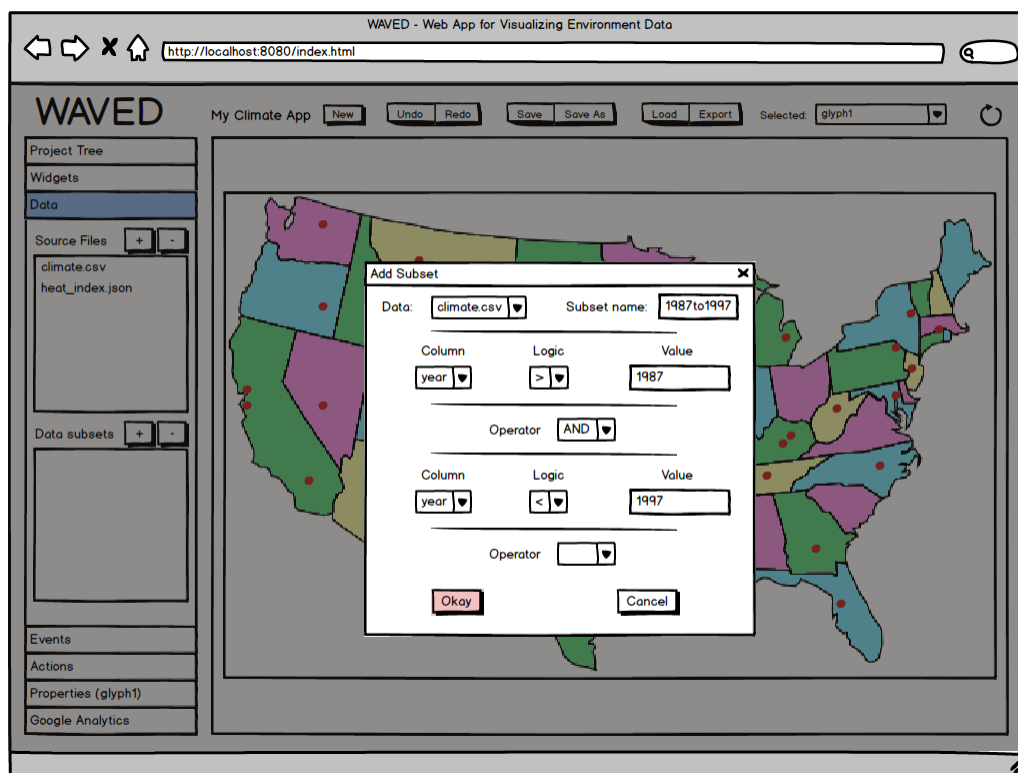 WAVED - Web App for Visualizing Environment Data
http://localhost:8080/index.html
WAVED
My Climate App New Undo Redo Save Save As Load Export Selected: glyph1
Project Tree
Widgets
Data
Source Files + -
climate.csv
heat_index.json
Data subsets + -
Events
Actions
Properties (glyph1)
Google Analytics
Add Subset
Data: climate.csv Subset name: 1987to1997
Column Logic Value
year > 1987
Operator AND
Column Logic Value
year < 1997
Operator
Okay Cancel